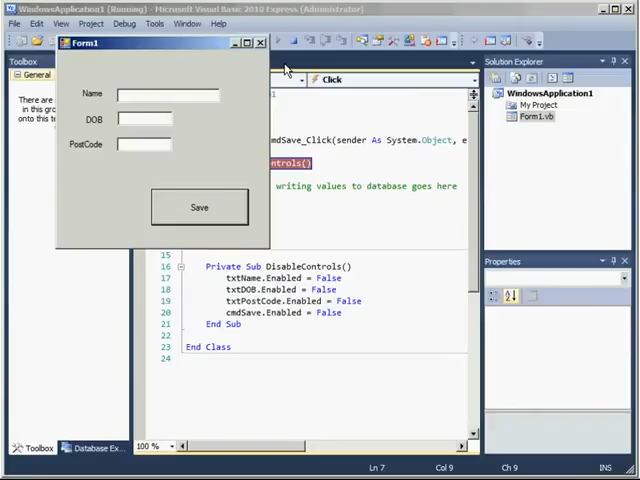 WindowsApplication1 (Running) - Microsoft Visual Basic 2010 Express (Administrator)
File Edit View Project Debug Data Tools Window Help
Form1
Toolbox
General
There are
in this gro
onto this t
Name
DOB
PostCode
Save
Click
cmdSave_Click(sender As System.Object, e
ontrols()
writing values to database goes here
15
16 Private Sub DisableControls()
17 txtName.Enabled = False
18 txtDOB.Enabled = False
19 txtPostCode.Enabled = False
20 cmdSave.Enabled = False
21 End Sub
22
23 End Class
24
100 %
Toolbox Database Ex...
Solution Explorer
WindowsApplication1
My Project
Form1.vb
Properties
Ln 7 Col 9 Ch 9 INS